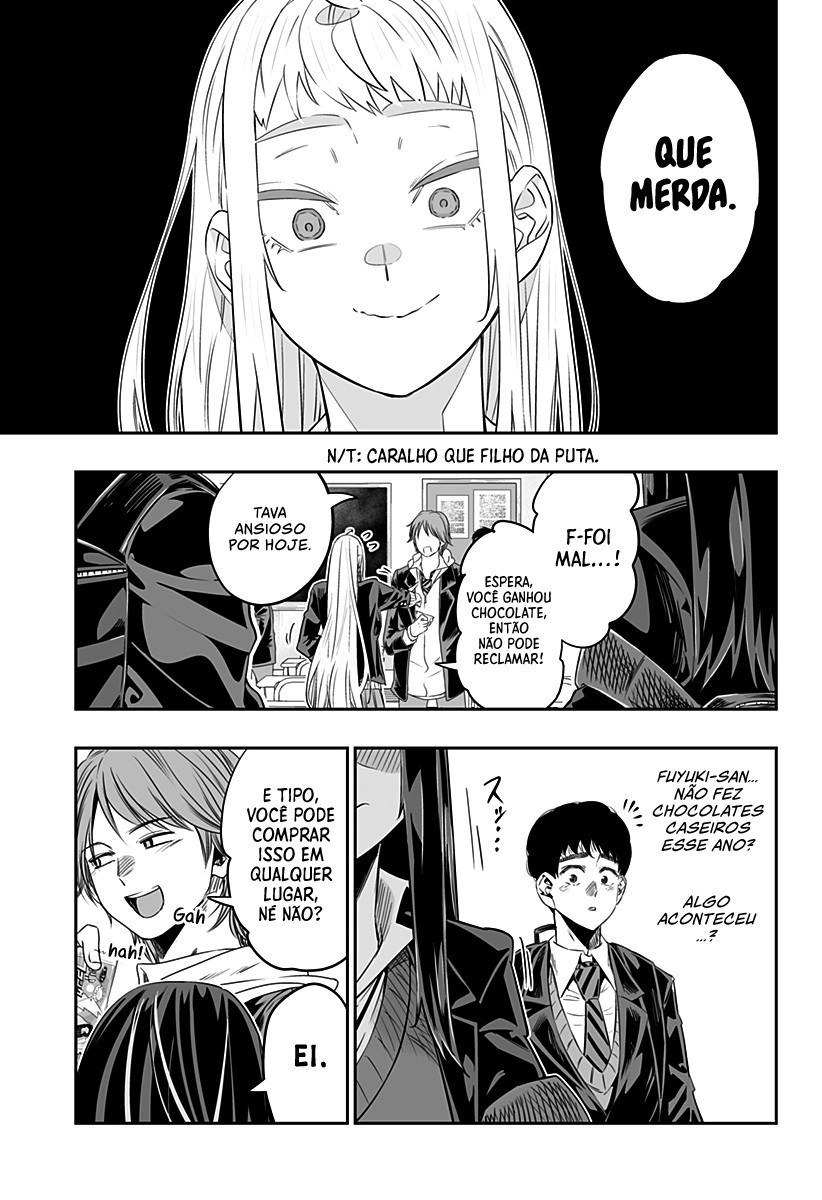 QUE
MERDA.
N/T: CARALHO QUE FILHO DA PUTA.
F-FOI
MAL...!
ESPERA,
VOCÊ GANHOU
CHOCOLATE,
ENTÃO
NÃO PODE
RECLAMAR!
TAVA
ANSIOSO
POR HOJE.
FUYUKI-SAN...
NÃO FEZ
CHOCOLATES
CASEIROS
ESSE ANO?
ALGO
ACONTECEU
...?
E TIPO,
VOCÊ PODE
COMPRAR
ISSO EM
QUALQUER
LUGAR,
NÉ NÃO?
Gah
hah!
EI.